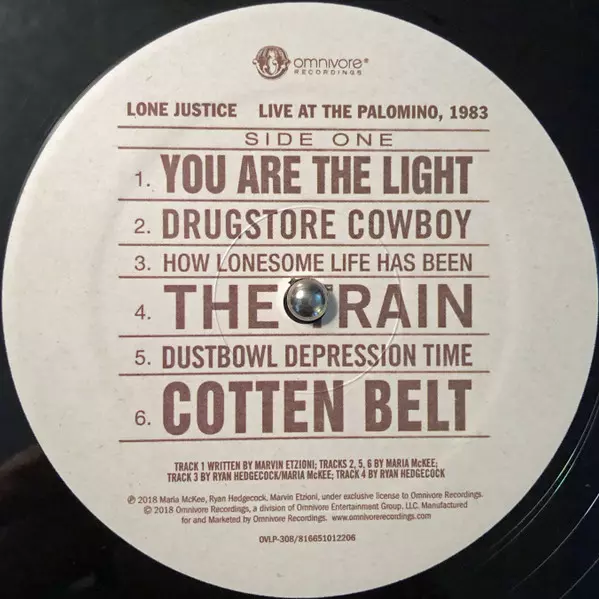 omnivore®
RECORDINGS
LONE JUSTICE LIVE AT THE PALOMINO, 1983
SIDE ONE
1. YOU ARE THE LIGHT
2. DRUGSTORE COWBOY
3. HOW LONESOME LIFE HAS BEEN
4. THE TRAIN
5. DUSTBOWL DEPRESSION TIME
6. COTTEN BELT
TRACK 1 WRITTEN BY MARVIN ETZIONI; TRACKS 2, 5, 6 BY MARIA McKEE;
TRACK 3 BY RYAN HEDGECOCK/MARIA McKEE; TRACK 4 BY RYAN HEDGECOCK
℗ 2018 Maria McKee, Ryan Hedgecock, Marvin Etzioni, under exclusive license to Omnivore Recordings.
© 2018 Omnivore Recordings, a division of Omnivore Entertainment Group, LLC. Manufactured
for and Marketed by Omnivore Recordings. www.omnivorerecordings.com
OVLP-308/816651012206